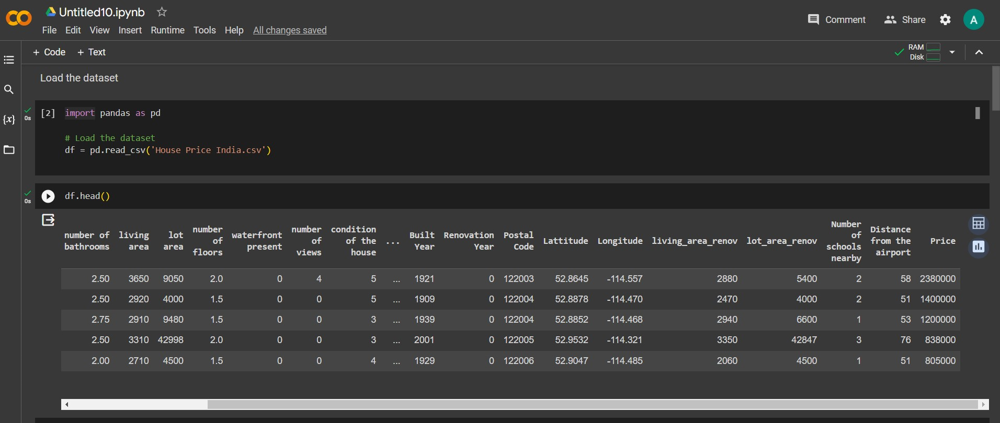 Untitled10.ipynb
File Edit View Insert Runtime Tools Help All changes saved
Comment Share A
+ Code + Text
RAM
Disk
Load the dataset
0s
[2] import pandas as pd
# Load the dataset
df = pd.read_csv('House Price India.csv')
{x}
0s
df.head()
number of bathrooms living area lot area number of floors waterfront present number of views condition of the house ... Built Year Renovation Year Postal Code Lattitude Longitude living_area_renov lot_area_renov Number of schools nearby Distance from the airport Price
2.50 3650 9050 2.0 0 4 5 ... 1921 0 122003 52.8645 -114.557 2880 5400 2 58 2380000
2.50 2920 4000 1.5 0 0 5 ... 1909 0 122004 52.8878 -114.470 2470 4000 2 51 1400000
2.75 2910 9480 1.5 0 0 3 ... 1939 0 122004 52.8852 -114.468 2940 6600 1 53 1200000
2.50 3310 42998 2.0 0 0 3 ... 2001 0 122005 52.9532 -114.321 3350 42847 3 76 838000
2.00 2710 4500 1.5 0 0 4 ... 1929 0 122006 52.9047 -114.485 2060 4500 1 51 805000